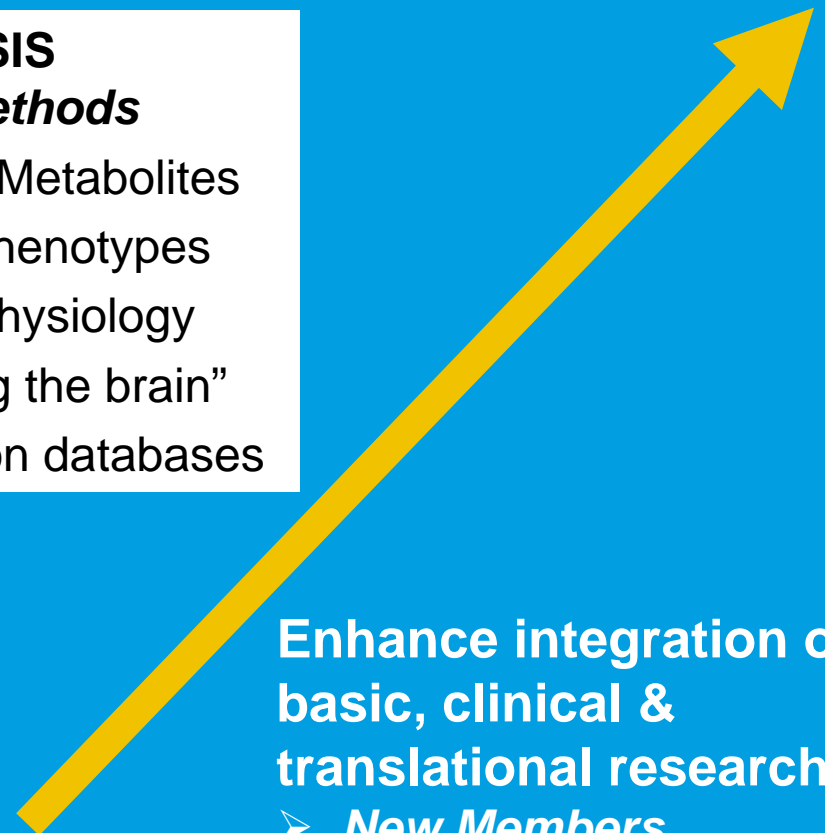 SIS
ethods
Metabolites
henotypes
hysiology
g the brain”
on databases
Enhance integration o
basic, clinical &
translational research
➢ New Members